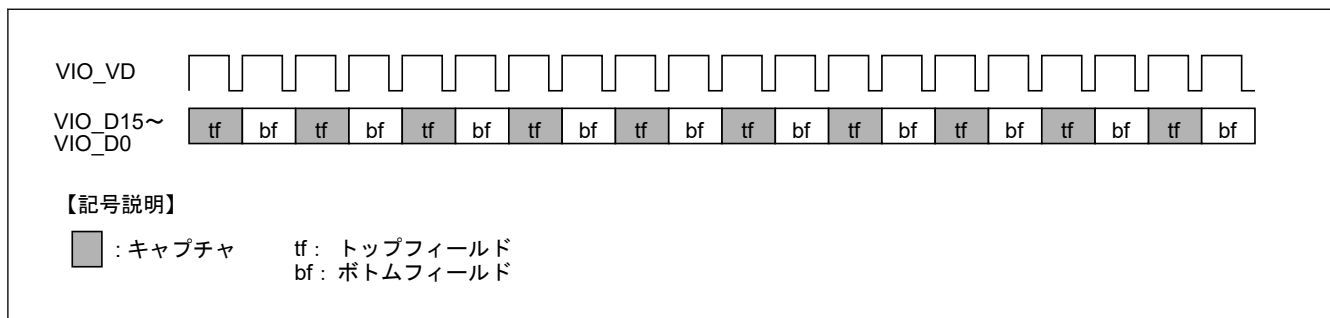 VIO_VD
VIO_D15～
VIO_D0
tf bf tf bf tf bf tf bf tf bf tf bf tf bf tf bf tf bf tf bf
【記号説明】
: キャプチャ tf : トップフィールド
bf : ボトムフィールド